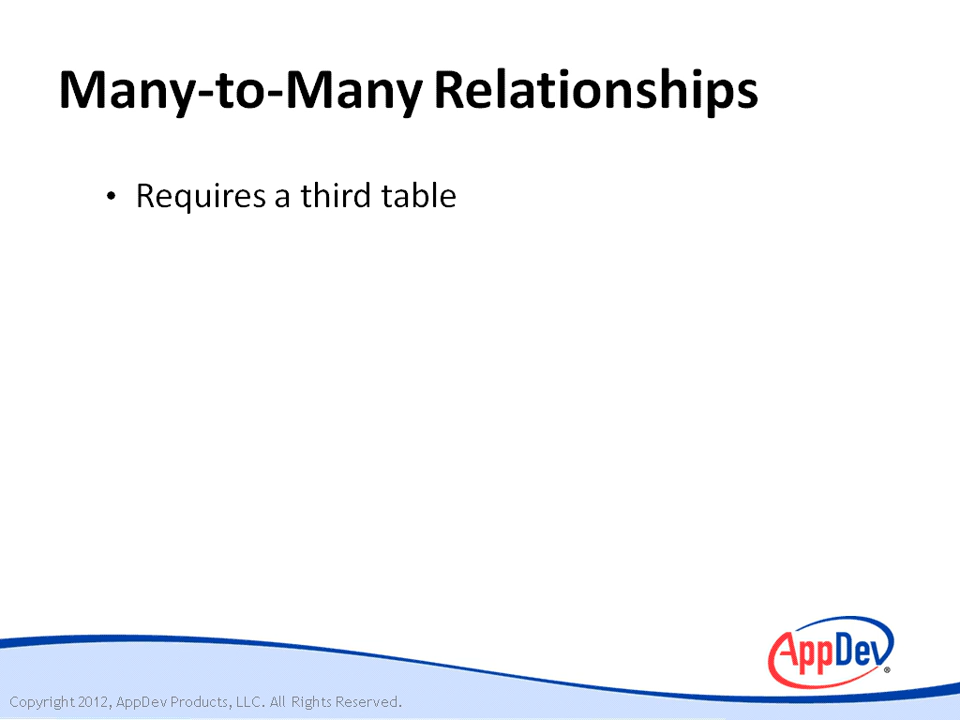 Many-to-Many Relationships
• Requires a third table
AppDev®
Copyright 2012, AppDev Products, LLC. All Rights Reserved.